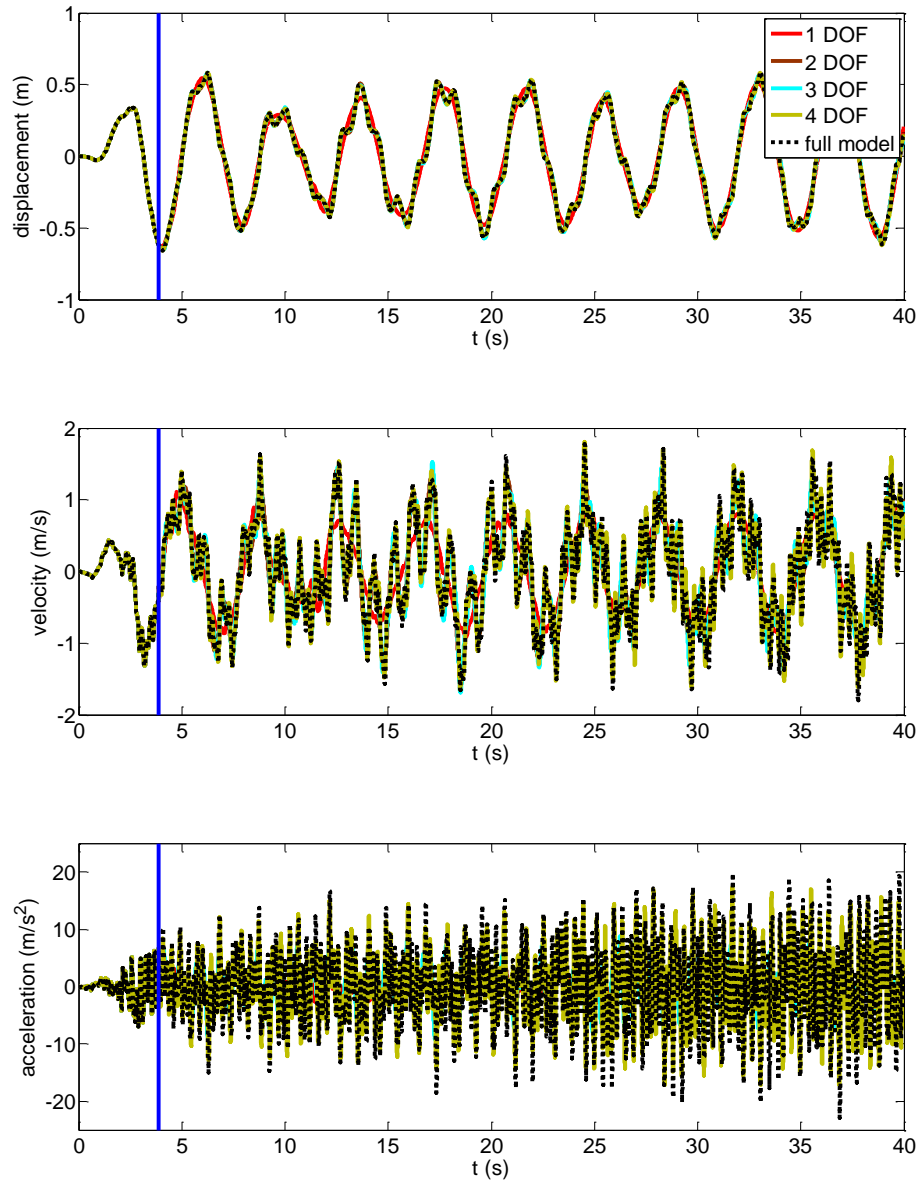 1
0.5
0
-0.5
-1
displacement (m)
1 DOF
2 DOF
3 DOF
4 DOF
full model
0 5 10 15 20 25 30 35 40
t (s)
2
1
0
-1
-2
velocity (m/s)
0 5 10 15 20 25 30 35 40
t (s)
20
10
0
-10
-20
acceleration (m/s²)
0 5 10 15 20 25 30 35 40
t (s)